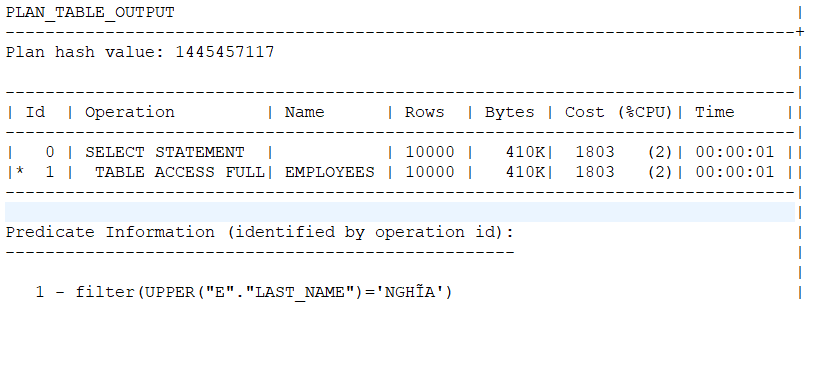 PLAN_TABLE_OUTPUT                                                              |
-------------------------------------------------------------------------------+
Plan hash value: 1445457117                                                    |
                                                                               |
-------------------------------------------------------------------------------|
| Id  | Operation         | Name      | Rows  | Bytes | Cost (%CPU)| Time     ||
-------------------------------------------------------------------------------|
|   0 | SELECT STATEMENT  |           | 10000 |   410K|  1803   (2)| 00:00:01 ||
|*  1 |  TABLE ACCESS FULL| EMPLOYEES | 10000 |   410K|  1803   (2)| 00:00:01 ||
-------------------------------------------------------------------------------|
                                                                               |
Predicate Information (identified by operation id):                            |
---------------------------------------------------                            |
                                                                               |
   1 - filter(UPPER("E"."LAST_NAME")='NGHĨA')                                  |